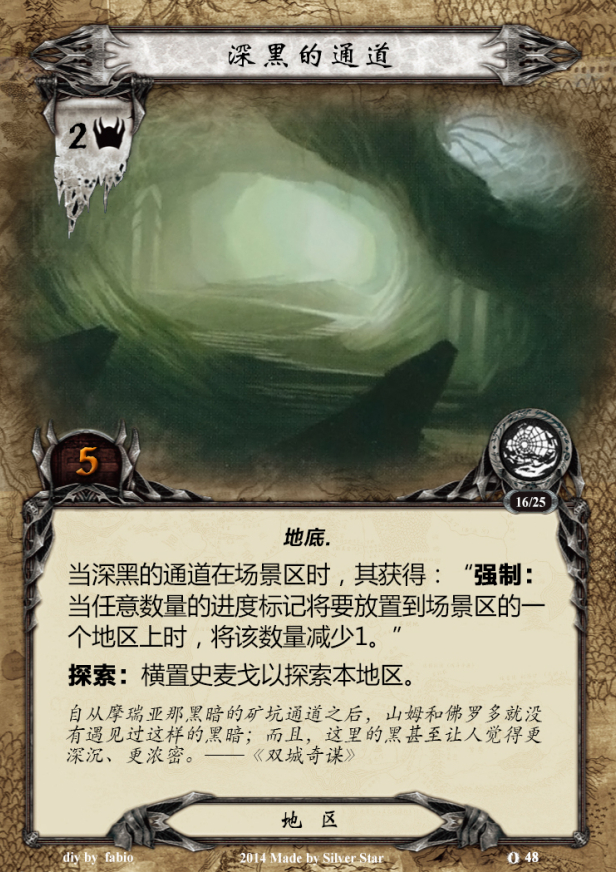 深黑的通道
2
5
16/25
地底.
当深黑的通道在场景区时，其获得：“强制：
当任意数量的进度标记将要放置到场景区的一
个地区上时，将该数量减少1。”
探索：横置史麦戈以探索本地区。
自从摩瑞亚那黑暗的矿坑通道之后，山姆和佛罗多就没
有遇见过这样的黑暗；而且，这里的黑甚至让人觉得更
深沉、更浓密。——《双城奇谋》
地 区
diy by fabio
2014 Made by Silver Star
48